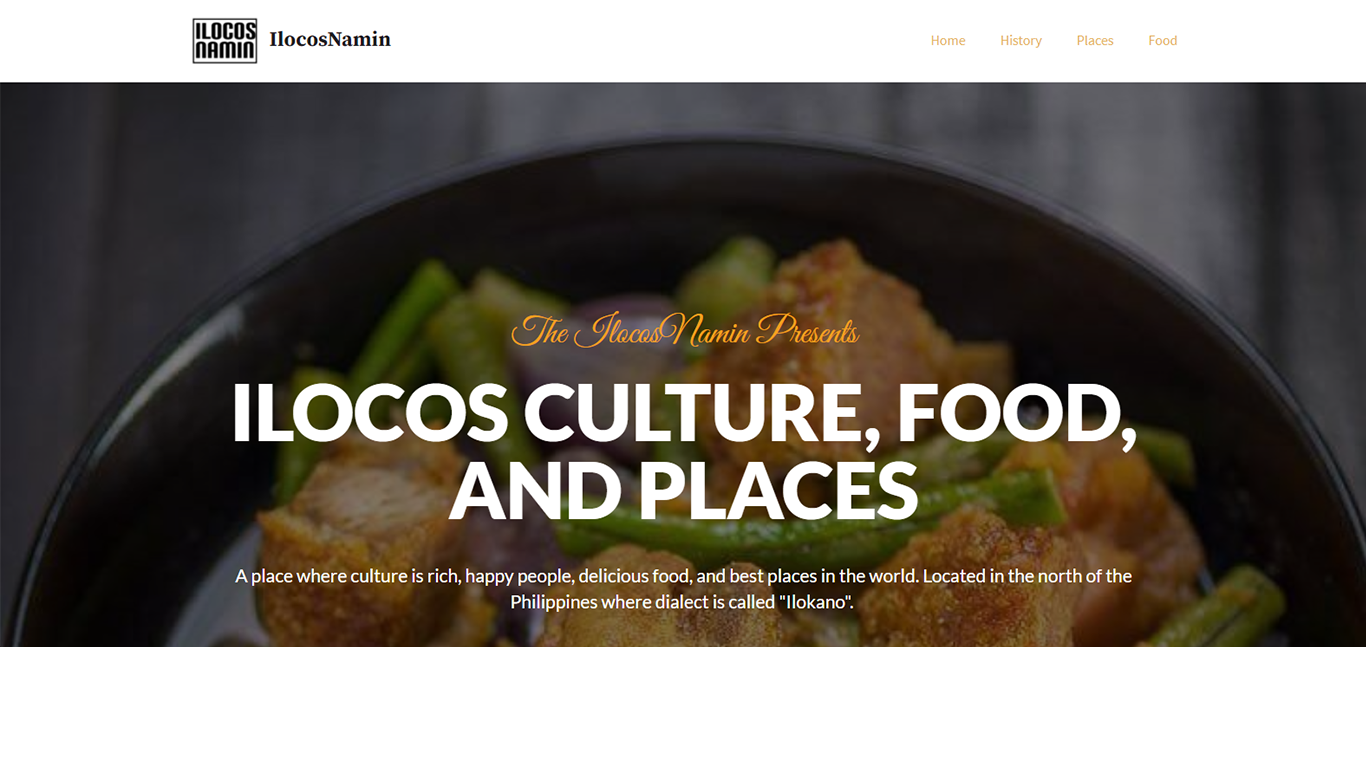 ILOCOS
NAMIN
IlocosNamin
Home History Places Food
The IlocosNamin Presents
ILOCOS CULTURE, FOOD,
AND PLACES
A place where culture is rich, happy people, delicious food, and best places in the world. Located in the north of the
Philippines where dialect is called "Ilokano".